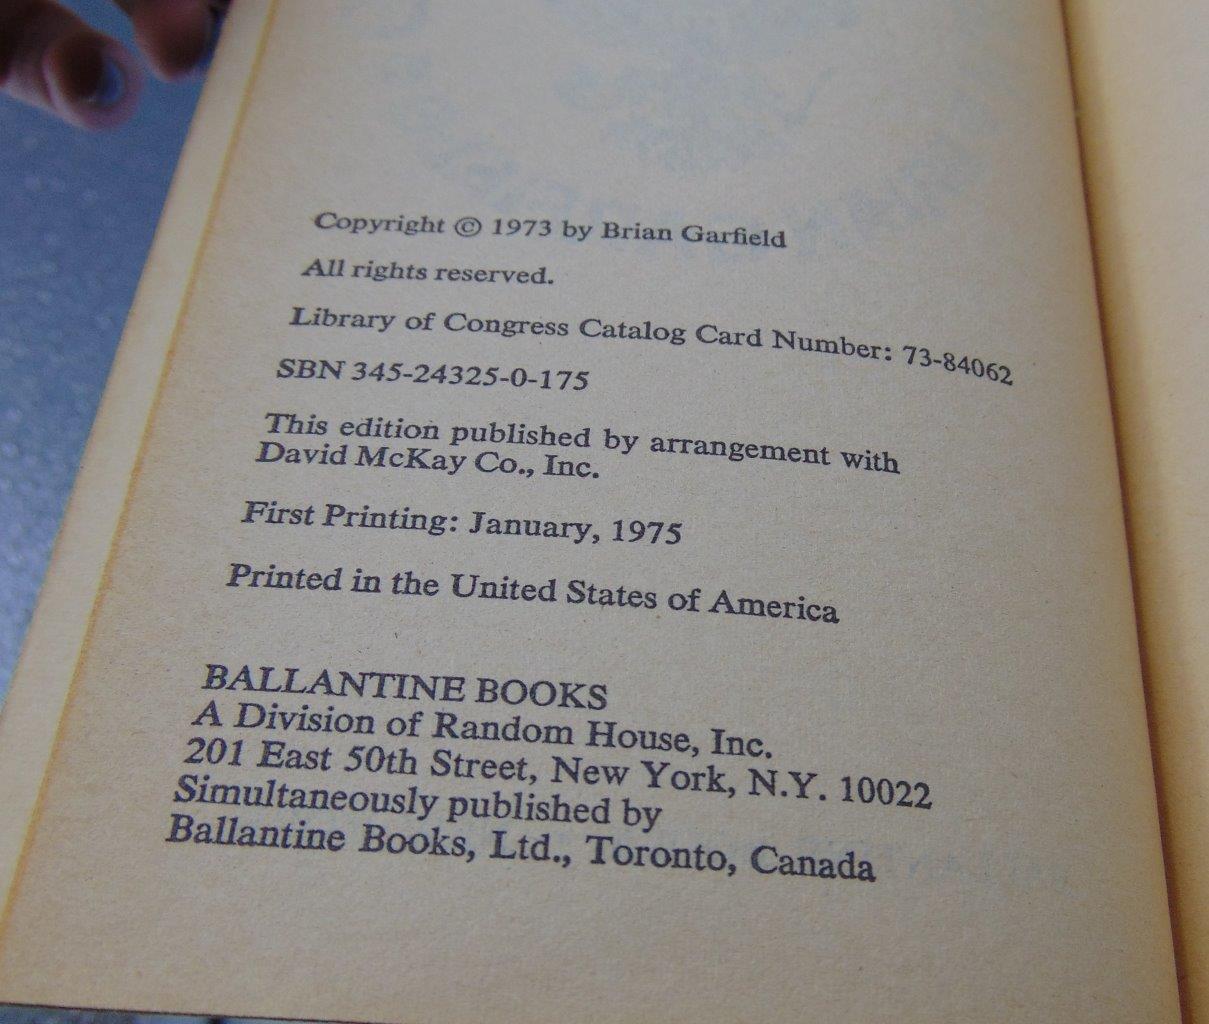 Copyright © 1973 by Brian Garfield
All rights reserved.
Library of Congress Catalog Card Number: 73-84062
SBN 345-24325-0-175
This edition published by arrangement with
David McKay Co., Inc.
First Printing: January, 1975
Printed in the United States of America
BALLANTINE BOOKS
A Division of Random House, Inc.
201 East 50th Street, New York, N.Y. 10022
Simultaneously published by
Ballantine Books, Ltd., Toronto, Canada